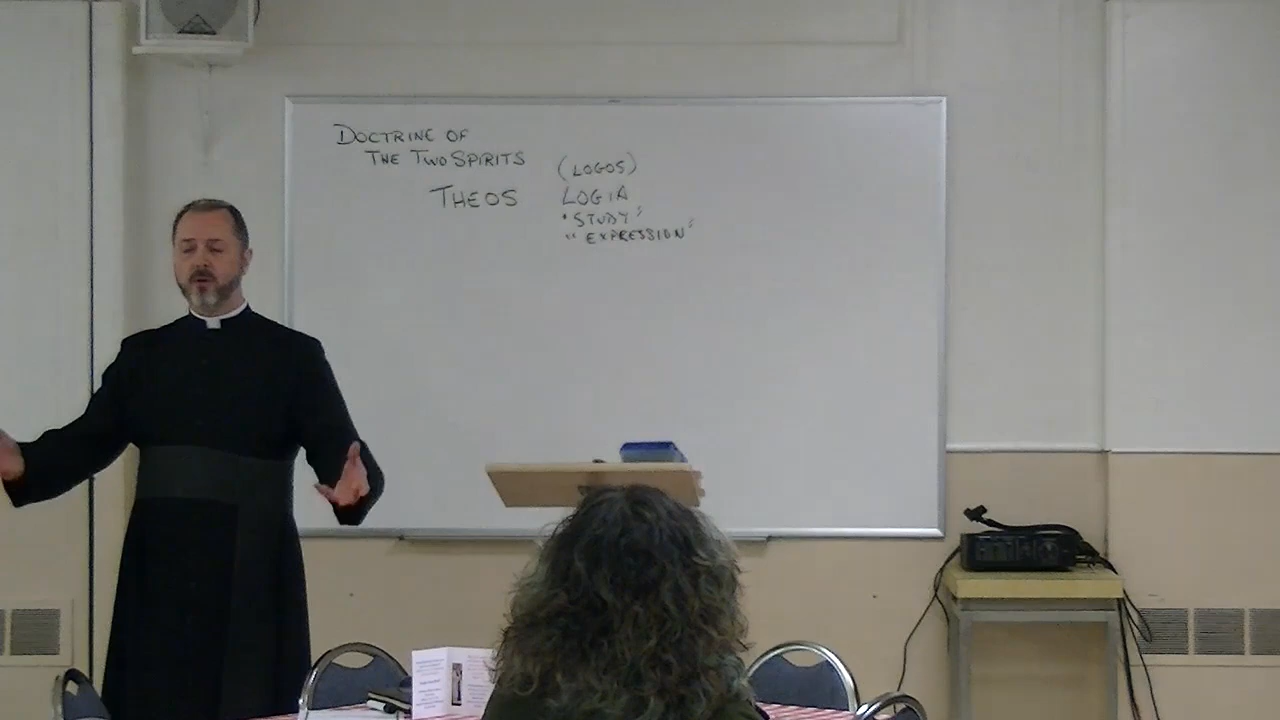 DOCTRINE OF
THE TWO SPIRITS
(LOGOS)
THEOS LOGIA
"STUDY"
"EXPRESSION"